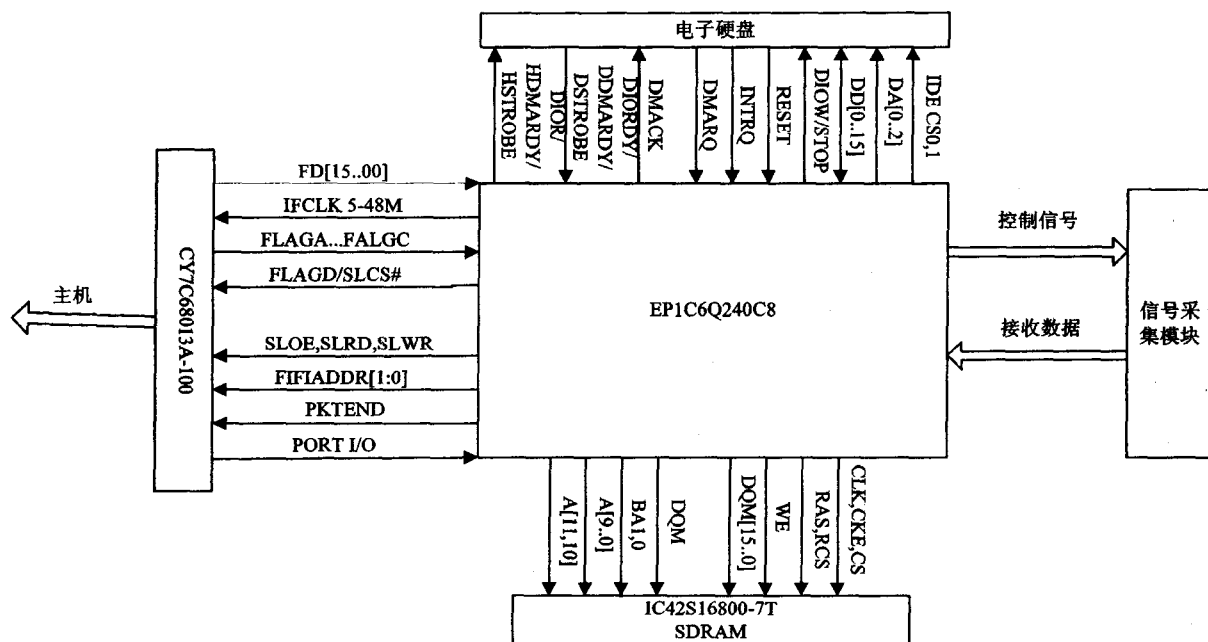 电子硬盘
HDMARDY/
HSTROBE
DIOR/
DSTROBE
DIORDY/
DDMARDY/
DMACK
DMARQ
INTRQ
RESET
DIOW/STOP
DD[0..15]
DA[0..2]
IDE CS0,1
FD[15..00]
IFCLK 5-48M
FLAGA...FALGC
FLAGD/SLCS#
SLOE,SLRD,SLWR
FIFIADDR[1:0]
PKTEND
PORT I/O
主机
CY7C68013A-100
EP1C6Q240C8
控制信号
接收数据
信号采
集模块
A[11,10]
A[9..0]
BA1,0
DQM
DQM[15..0]
WE
RAS,RCS
CLK,CKE,CS
IC42S16800-7T
SDRAM